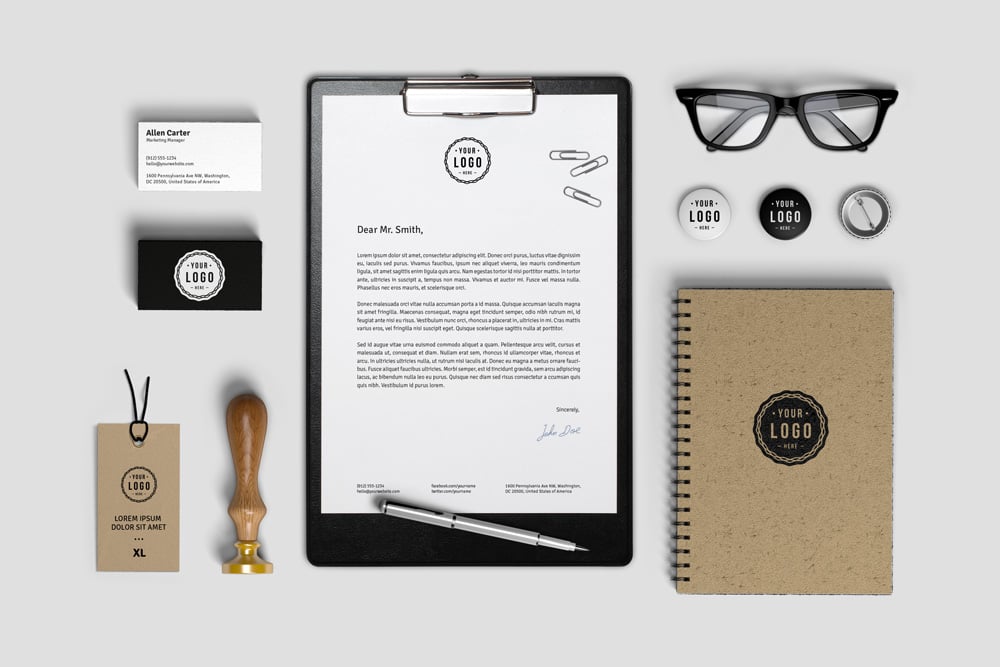 Allen Carter
Marketing Manager
(912) 555-1234
hello@yourwebsite.com
1600 Pennsylvania Ave NW, Washington,
DC 20500, United States of America
YOUR
LOGO
HERE
LOREM IPSUM
DOLOR SIT AMET
XL
YOUR
LOGO
HERE
YOUR
LOGO
HERE
Dear Mr. Smith,
Lorem ipsum dolor sit amet, consectetur adipiscing elit. Donec orci purus, luctus vitae dignissim
eu, iaculis sed purus. Vivamus faucibus, ipsum nec aliquet viverra, leo mauris condimentum
ligula, sit amet sagittis enim ligula quis arcu. Nam egestas tortor id nisi porttitor mattis. In tortor
ante, ultricies in suscipit a, tempus non massa. Vivamus et auctor mi. Fusce vel massa nibh.
Phasellus nec eros mauris, et scelerisque orci.
Donec malesuada orci vitae nulla accumsan porta a id massa. Quisque accumsan iaculis magna
sit amet fringilla. Maecenas consequat, magna eget tincidunt semper, odio nibh rutrum mi, id
feugiat ante nisi eu risus. Vestibulum nunc orci, rhoncus a placerat in, ultricies in mi. Cras mattis
varius eros, vel fringilla nisl suscipit eget. Quisque scelerisque sagittis nulla at porttitor.
Sed id augue vitae urna euismod commodo aliquet a quam. Pellentesque arcu velit, cursus et
malesuada ut, consequat et diam. Nullam erat sem, rhoncus id ullamcorper vitae, rhoncus et
arcu. In ultricies ultricies nulla, ut rutrum nisi iaculis at. Donec eu magna a metus ornare fauci-
bus. Fusce aliquet faucibus ultricies. Morbi semper, est id tincidunt gravida, sem arcu adipiscing
lacus, ac bibendum nulla leo eu purus. Quisque nec diam sed risus consectetur a ccumsan quis
quis nibh. Vestibulum id purus lorem.
Sincerely,
John Doe
(912) 555-1234
hello@yourwebsite.com
facebook.com/yourname
twitter.com/yourname
1600 Pennsylvania Ave NW, Washington,
DC 20500, United States of America
YOUR
LOGO
HERE
YOUR
LOGO
HERE
YOUR
LOGO
HERE